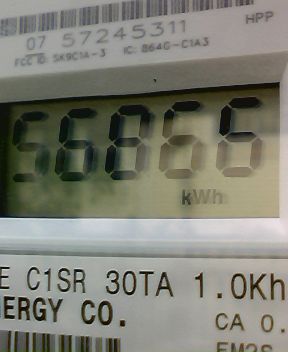 07 57245311
HPP
FCC ID: SK9C1A-3 IC: 864G-C1A3
56866
kWh
E C1SR 30TA 1.0Kh
ERGY CO.
CA 0.